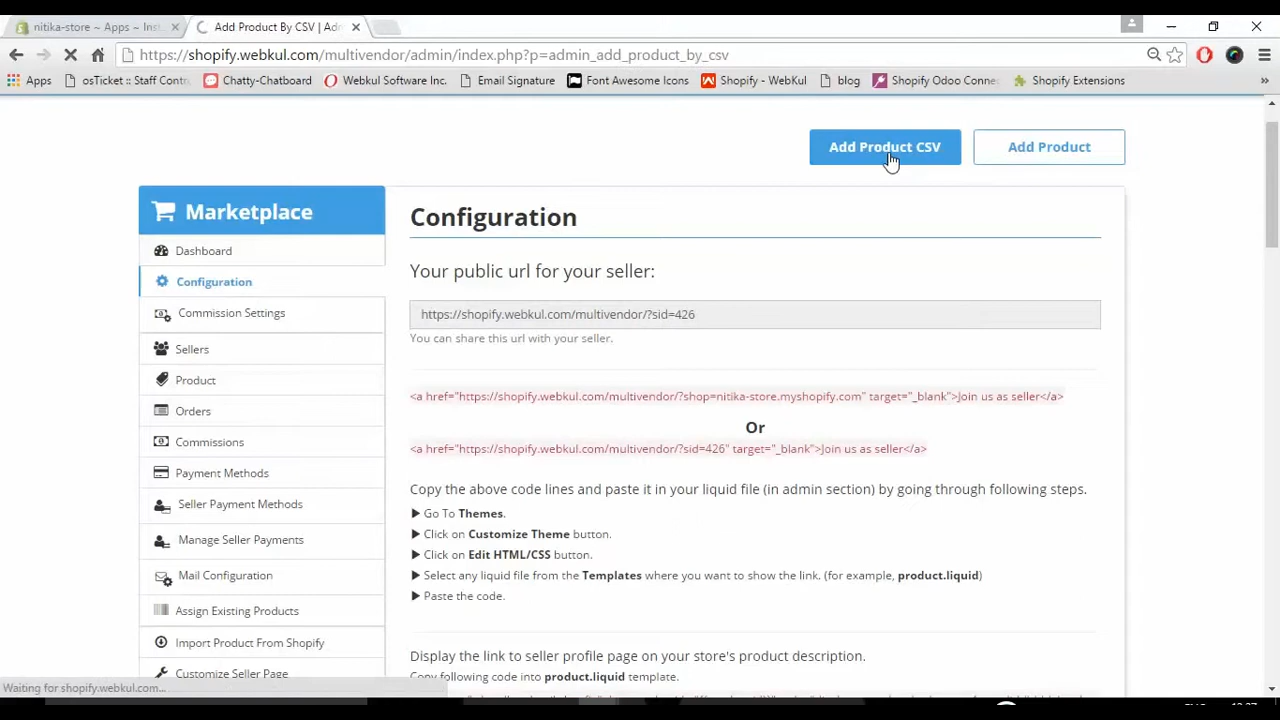 nitika-store ~ Apps ~ Inst
Add Product By CSV | Adm
https://shopify.webkul.com/multivendor/admin/index.php?p=admin_add_product_by_csv
Apps
osTicket :: Staff Contr
Chatty-Chatboard
Webkul Software Inc.
Email Signature
Font Awesome Icons
Shopify - WebKul
blog
Shopify Odoo Connec
Shopify Extensions
»
Add Product CSV
Add Product
Marketplace
Dashboard
Configuration
Commission Settings
Sellers
Product
Orders
Commissions
Payment Methods
Seller Payment Methods
Manage Seller Payments
Mail Configuration
Assign Existing Products
Import Product From Shopify
Customize Seller Page
Configuration
Your public url for your seller:
https://shopify.webkul.com/multivendor/?sid=426
You can share this url with your seller.
<a href="https://shopify.webkul.com/multivendor/?shop=nitika-store.myshopify.com" target="_blank">Join us as seller</a>
Or
<a href="https://shopify.webkul.com/multivendor/?sid=426" target="_blank">Join us as seller</a>
Copy the above code lines and paste it in your liquid file (in admin section) by going through following steps.
Go To Themes.
Click on Customize Theme button.
Click on Edit HTML/CSS button.
Select any liquid file from the Templates where you want to show the link. (for example, product.liquid)
Paste the code.
Display the link to seller profile page on your store's product description.
Copy following code into product.liquid template.
Waiting for shopify.webkul.com...